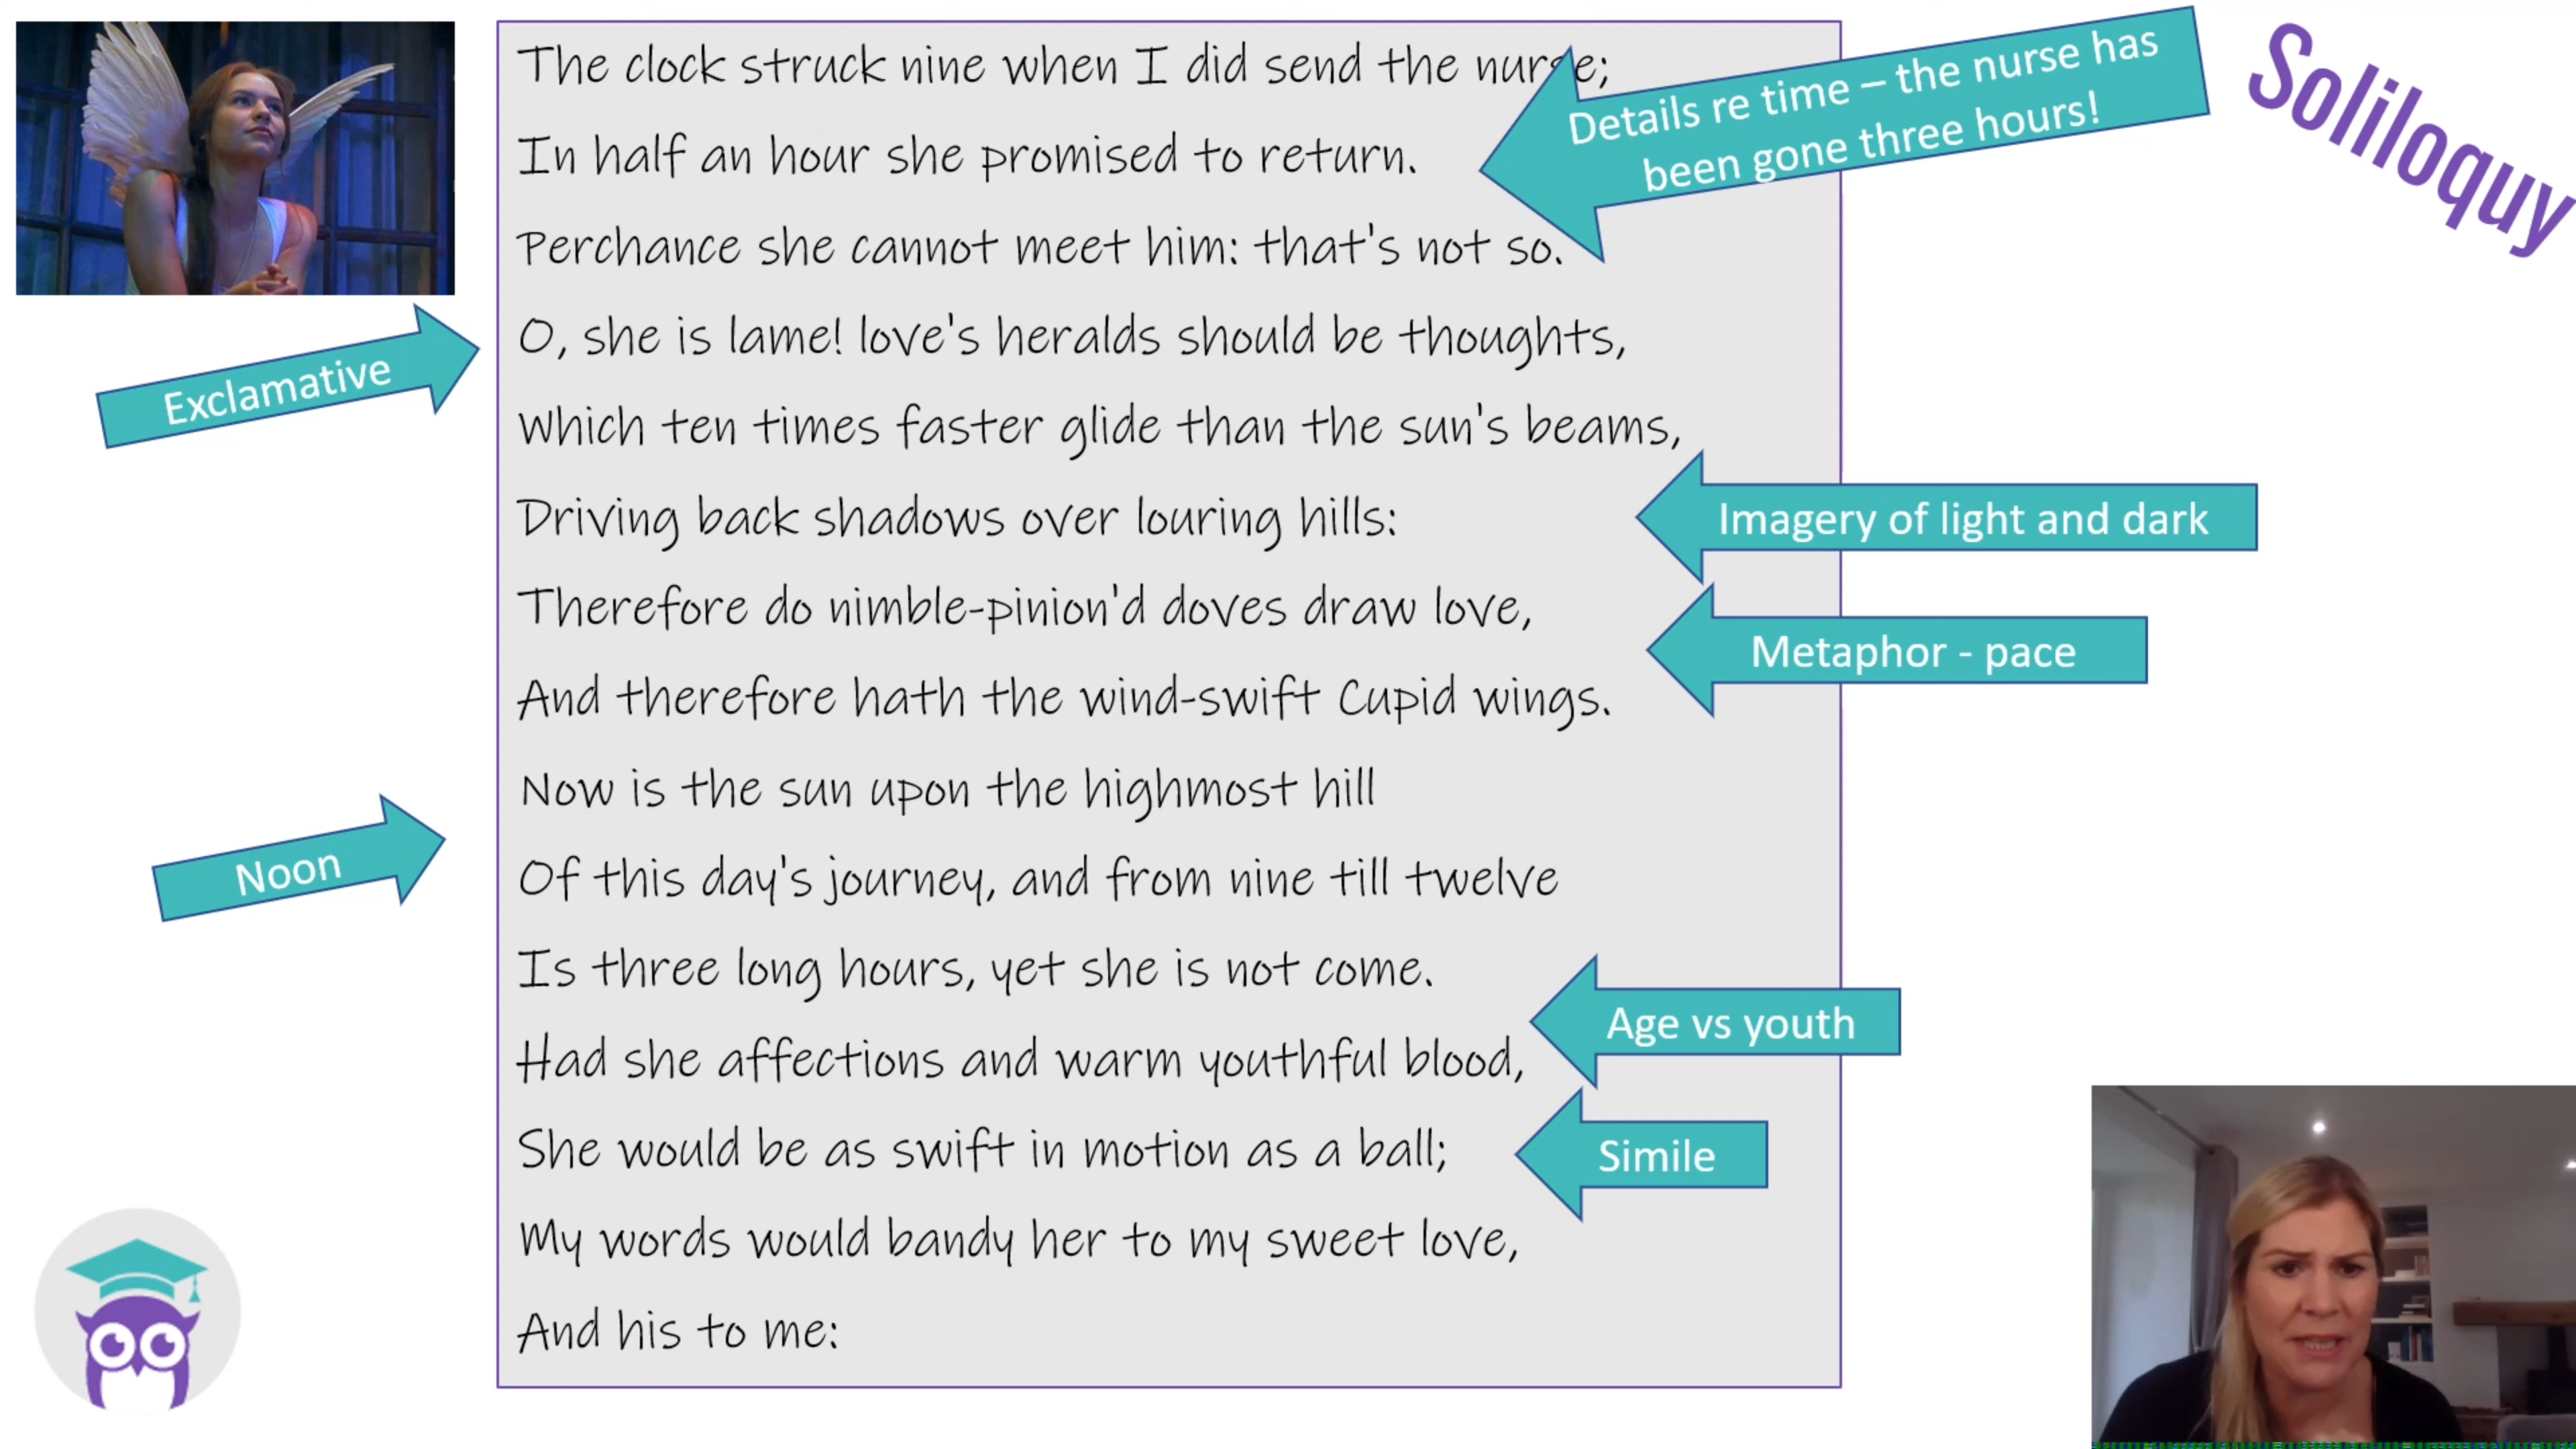 The clock struck nine when I did send the nurse;
In half an hour she promised to return.
Perchance she cannot meet him: that's not so.
O, she is lame! love's heralds should be thoughts,
Which ten times faster glide than the sun's beams,
Driving back shadows over louring hills:
Therefore do nimble-pinion'd doves draw love,
And therefore hath the wind-swift Cupid wings.
Now is the sun upon the highmost hill
Of this day's journey, and from nine till twelve
Is three long hours, yet she is not come.
Had she affections and warm youthful blood,
She would be as swift in motion as a ball;
My words would bandy her to my sweet love,
And his to me:
Details re time – the nurse has
been gone three hours!
Soliloquy
Exclamative
Imagery of light and dark
Metaphor - pace
Noon
Age vs youth
Simile